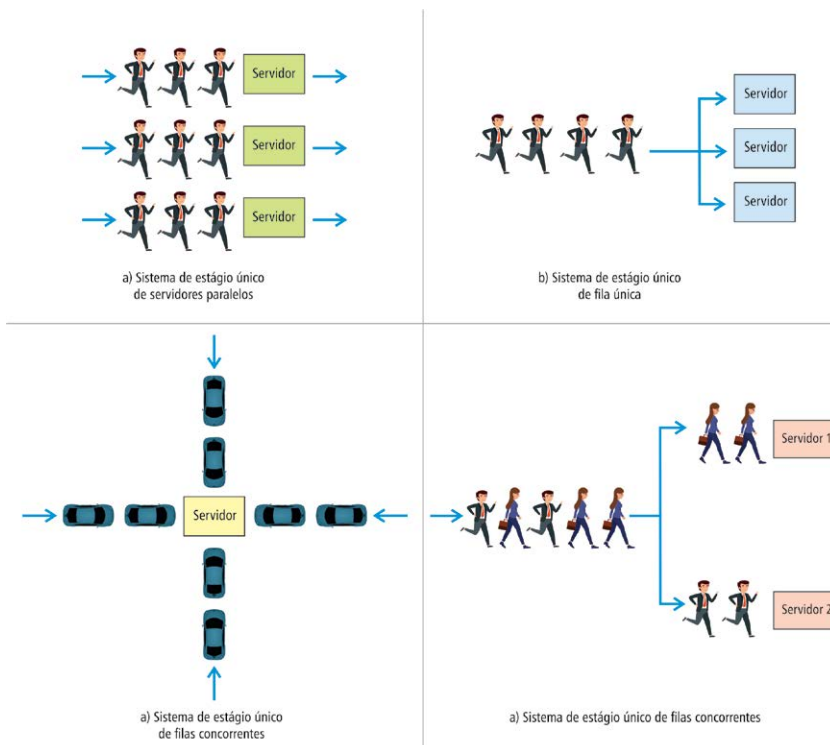 Servidor
Servidor
Servidor
a) Sistema de estágio único
de servidores paralelos
Servidor
Servidor
Servidor
b) Sistema de estágio único
de fila única
Servidor
a) Sistema de estágio único
de filas concorrentes
Servidor 1
Servidor 2
a) Sistema de estágio único de filas concorrentes